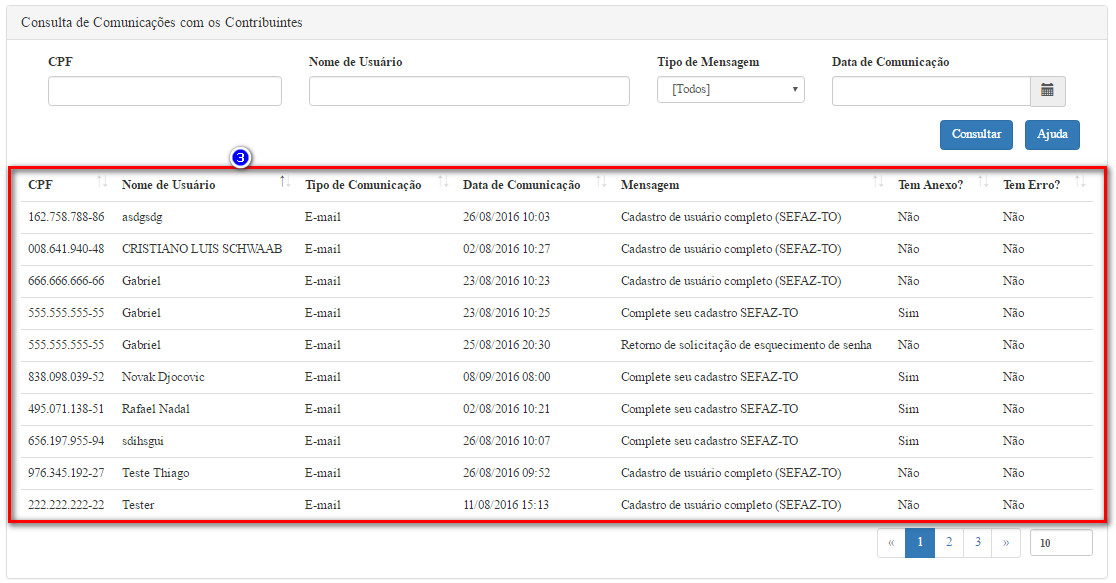 Consulta de Comunicações com os Contribuintes
CPF Nome de Usuário Tipo de Mensagem Data de Comunicação
[Todos]
Consultar Ajuda
3
CPF Nome de Usuário Tipo de Comunicação Data de Comunicação Mensagem Tem Anexo? Tem Erro?
162.758.788-86 asdgsdg E-mail 26/08/2016 10:03 Cadastro de usuário completo (SEFAZ-TO) Não Não
008.641.940-48 CRISTIANO LUIS SCHWAAB E-mail 02/08/2016 10:27 Cadastro de usuário completo (SEFAZ-TO) Não Não
666.666.666-66 Gabriel E-mail 23/08/2016 10:23 Cadastro de usuário completo (SEFAZ-TO) Não Não
555.555.555-55 Gabriel E-mail 23/08/2016 10:25 Complete seu cadastro SEFAZ-TO Sim Não
555.555.555-55 Gabriel E-mail 25/08/2016 20:30 Retorno de solicitação de esquecimento de senha Não Não
838.098.039-52 Novak Djocovic E-mail 08/09/2016 08:00 Complete seu cadastro SEFAZ-TO Sim Não
495.071.138-51 Rafael Nadal E-mail 02/08/2016 10:21 Complete seu cadastro SEFAZ-TO Sim Não
656.197.955-94 sdihsgui E-mail 26/08/2016 10:07 Complete seu cadastro SEFAZ-TO Sim Não
976.345.192-27 Teste Thiago E-mail 26/08/2016 09:52 Cadastro de usuário completo (SEFAZ-TO) Não Não
222.222.222-22 Tester E-mail 11/08/2016 15:13 Cadastro de usuário completo (SEFAZ-TO) Não Não
« 1 2 3 » 10